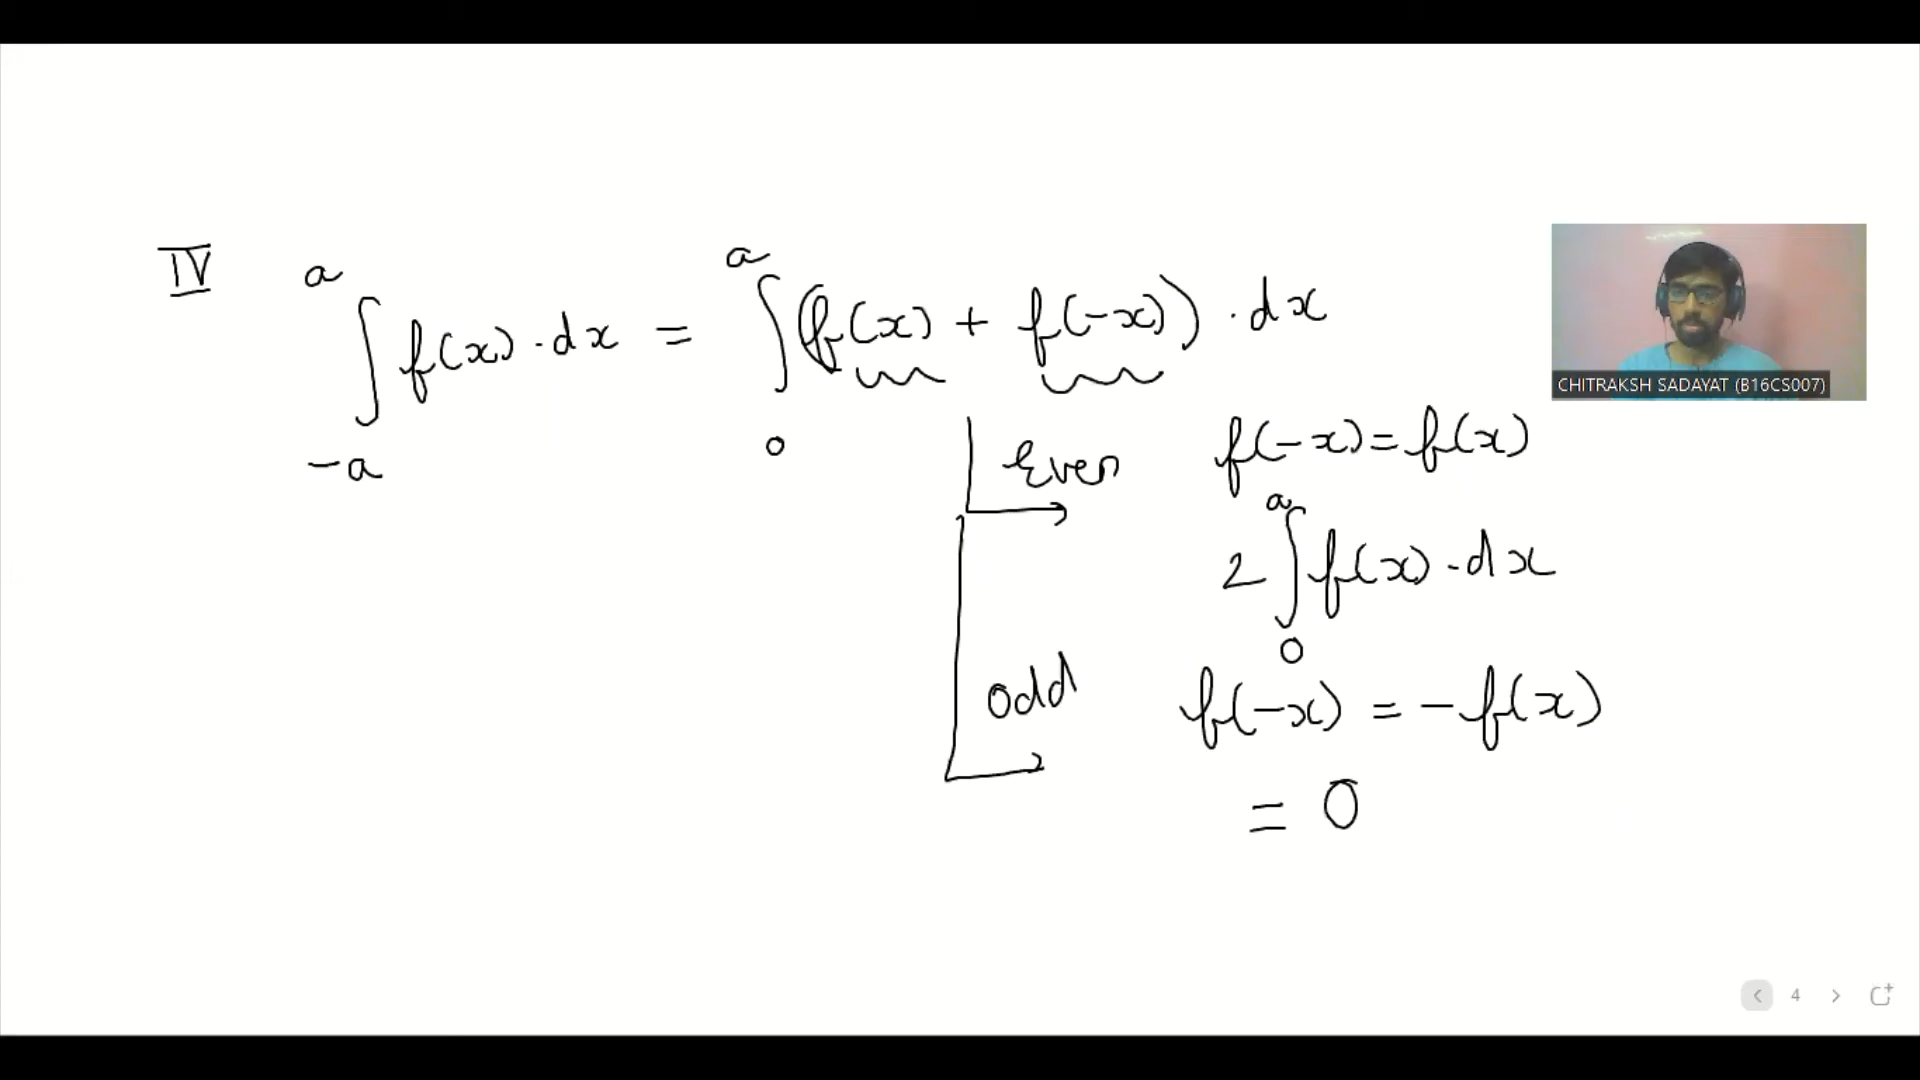 IV ∫_{-a}^{a} f(x)·dx = ∫_{0}^{a} (f(x) + f(-x))·dx
CHITRAKSH SADAYAT (B16CS007)
Even f(-x)=f(x)
2 ∫_{0}^{a} f(x)·dx
odd f(-x) = -f(x)
= 0
4